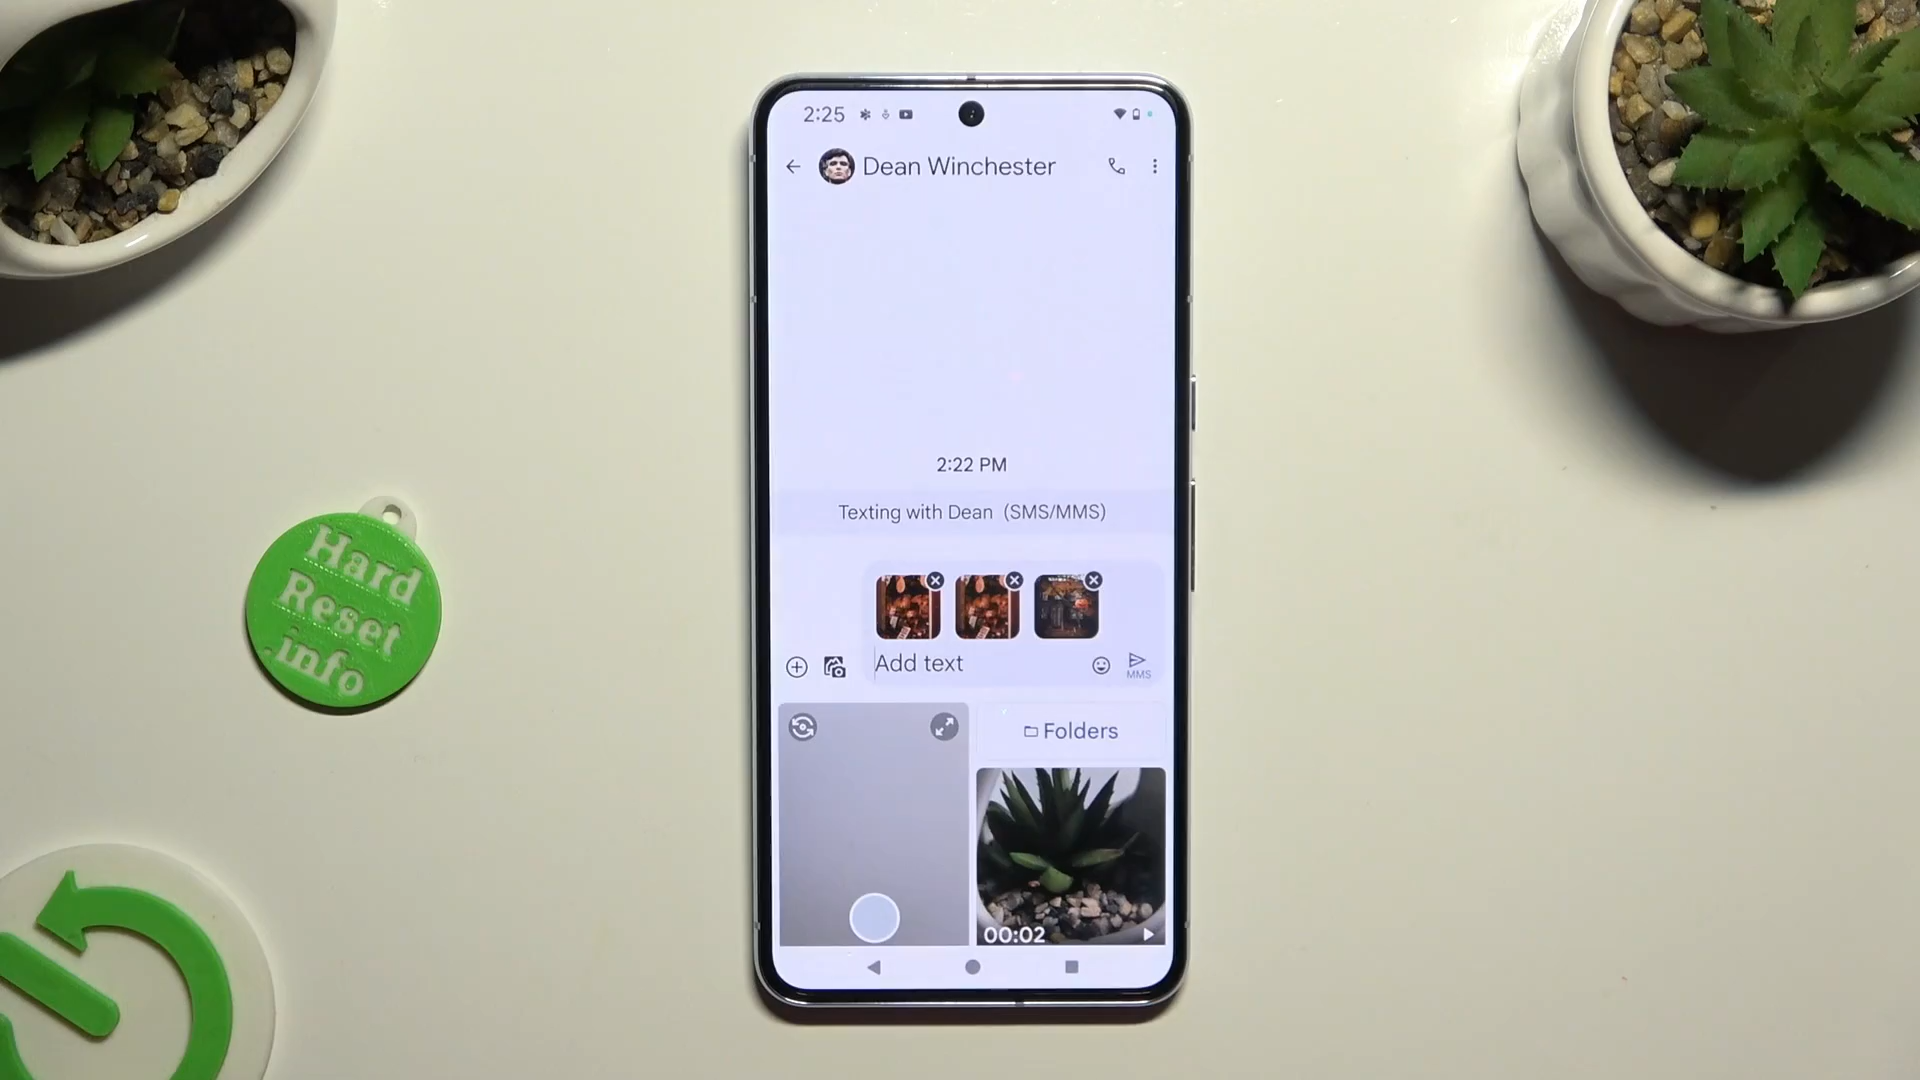 2:25
Dean Winchester
2:22 PM
Texting with Dean (SMS/MMS)
Add text
MMS
Folders
00:02
Hard
Reset
.info